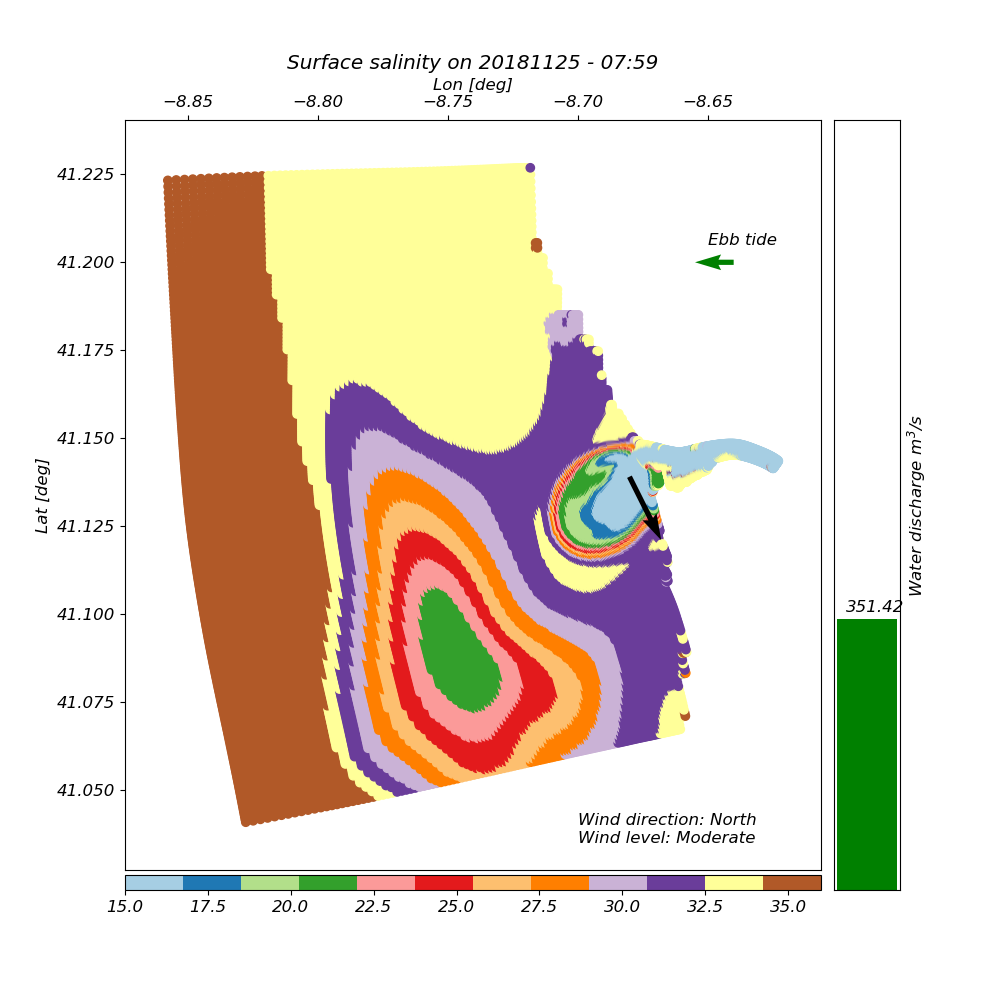 Surface salinity on 20181125 - 07:59
Lon [deg]
−8.85 −8.80 −8.75 −8.70 −8.65
41.225
41.200
41.175
41.150
41.125
41.100
41.075
41.050
Lat [deg]
Ebb tide
Wind direction: North
Wind level: Moderate
351.42
Water discharge m³/s
15.0 17.5 20.0 22.5 25.0 27.5 30.0 32.5 35.0